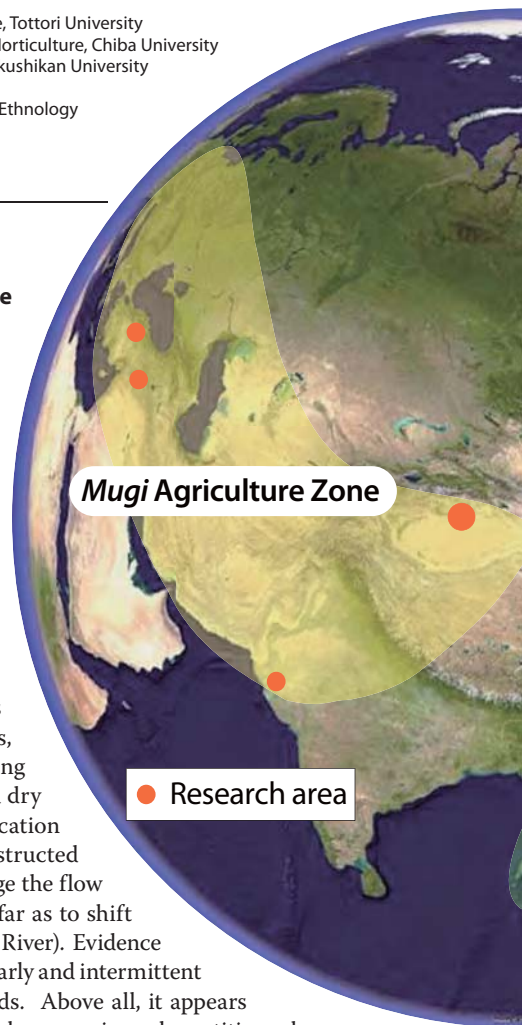 Tottori University
Horticulture, Chiba University
kushikan University
Ethnology
Mugi Agriculture Zone
Research area
dry
cation
structed
ge the flow
far as to shift
River). Evidence
arly and intermittent
ds. Above all, it appears